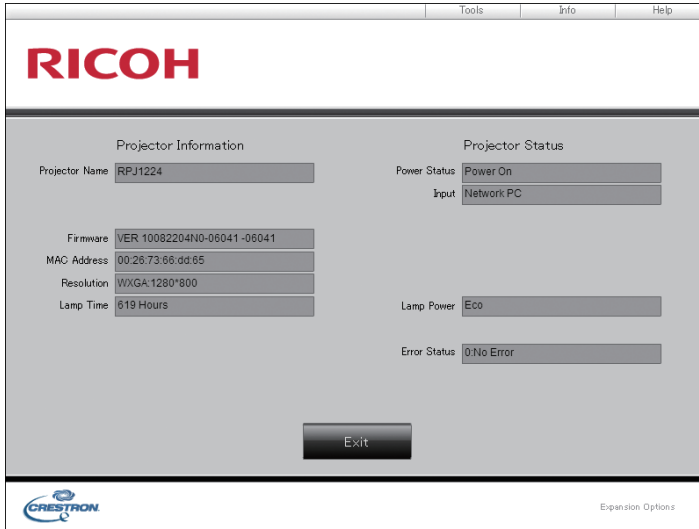 Tools Info Help
RICOH
Projector Information Projector Status
Projector Name RPJ1224 Power Status Power On
Input Network PC
Firmware VER 10082204N0-06041 -06041
MAC Address 00:26:73:66:dd:65
Resolution WXGA:1280*800
Lamp Time 619 Hours Lamp Power Eco
Error Status 0:No Error
Exit
CRESTRON Expansion Options